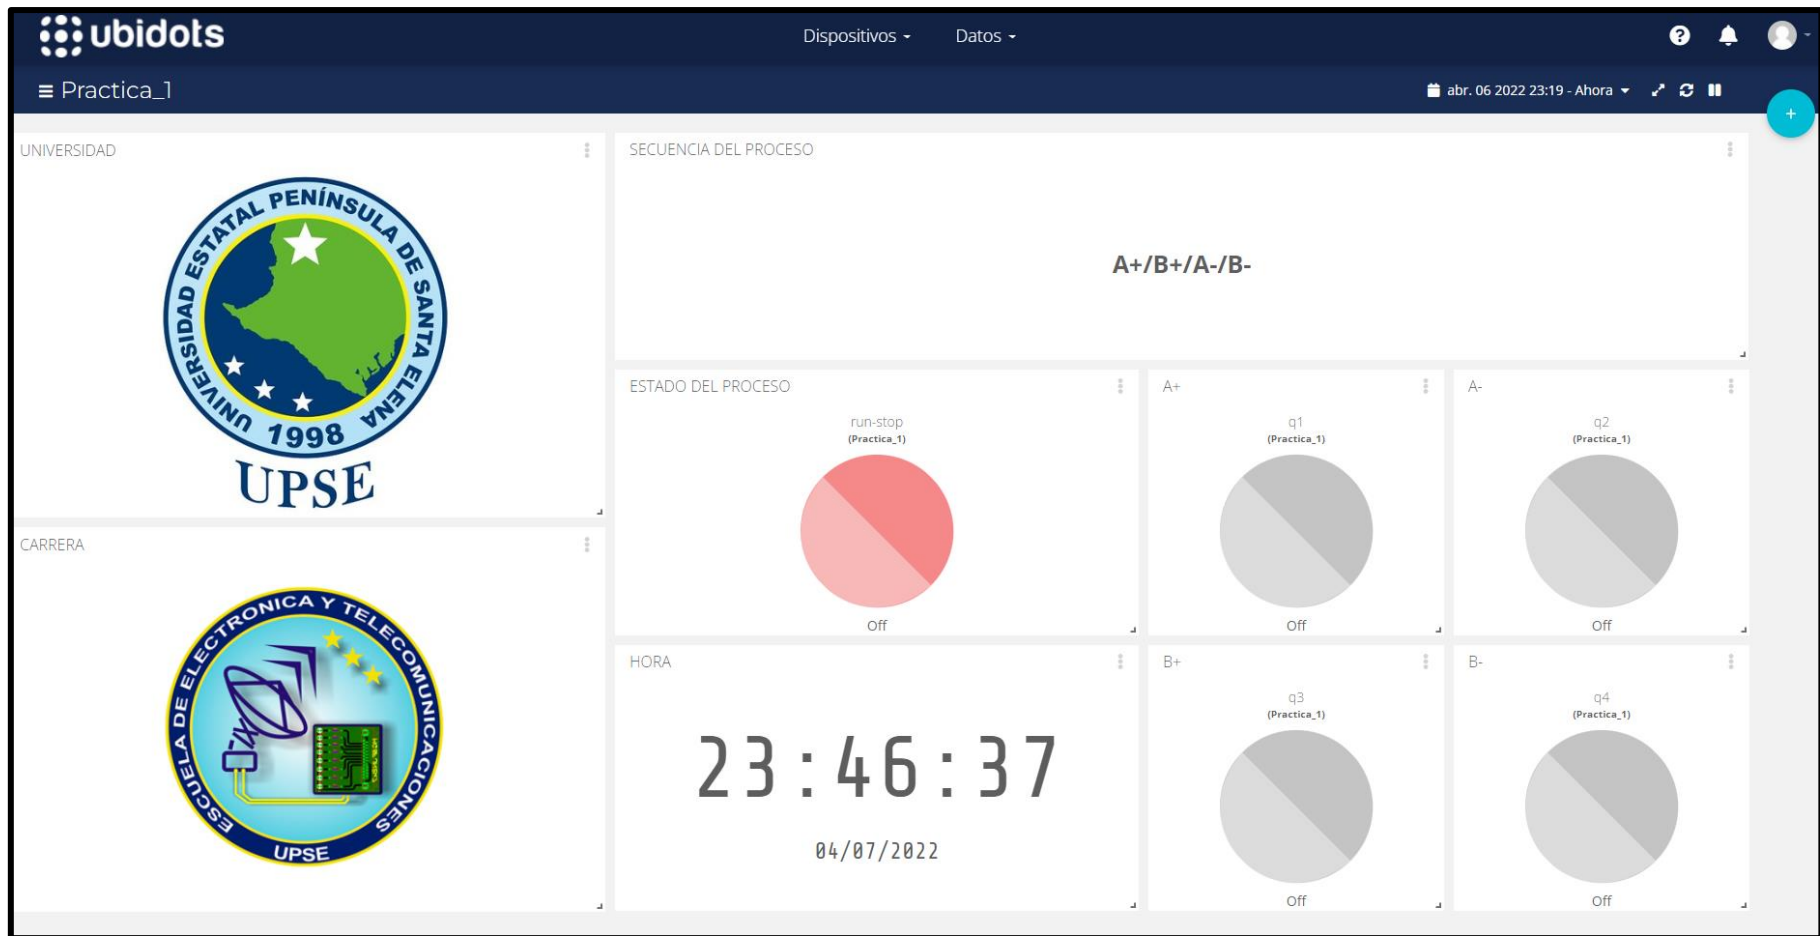 ubidots
Dispositivos
Datos
Practica_1
abr. 06 2022 23:19 - Ahora
UNIVERSIDAD
UNIVERSIDAD ESTATAL PENÍNSULA DE SANTA ELENA
1998
UPSE
CARRERA
ESCUELA DE ELECTRONICA Y TELECOMUNICACIONES
UPSE
SECUENCIA DEL PROCESO
A+/B+/A-/B-
ESTADO DEL PROCESO
run-stop
(Practica_1)
Off
A+
q1
(Practica_1)
Off
A-
q2
(Practica_1)
Off
HORA
23:46:37
04/07/2022
B+
q3
(Practica_1)
Off
B-
q4
(Practica_1)
Off